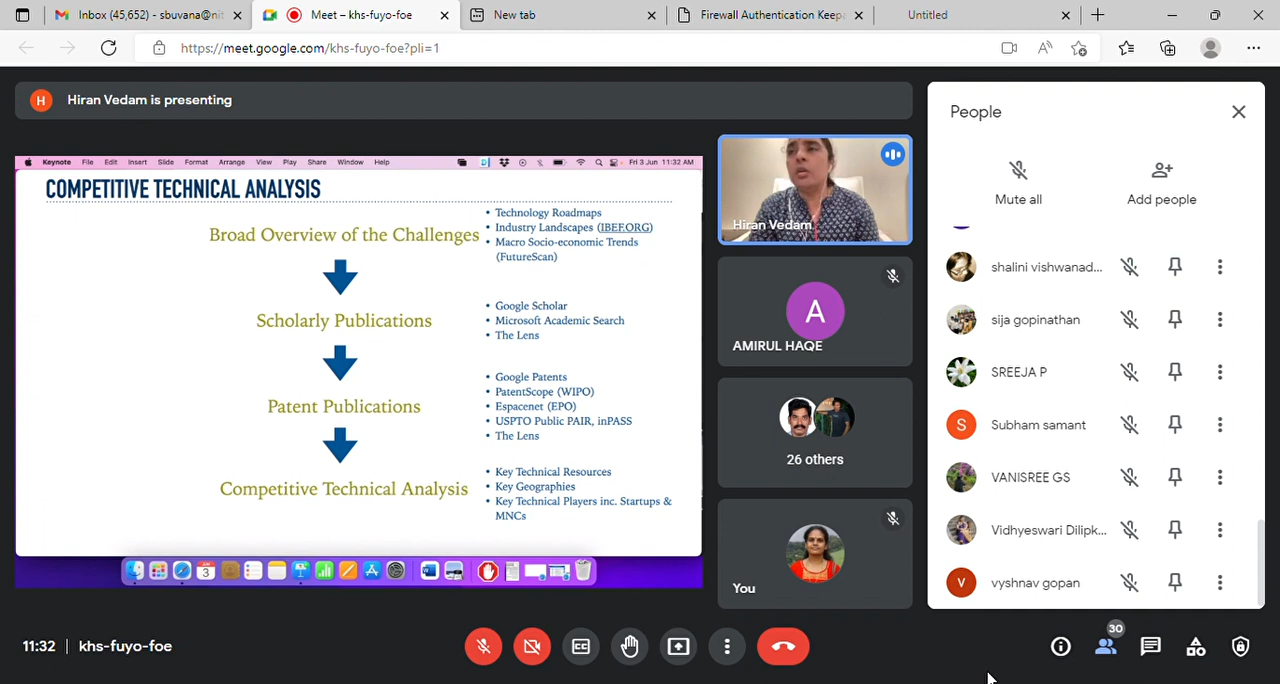 Inbox (45,652) - sbuvana@nit
Meet – khs-fuyo-foe
New tab
Firewall Authentication Keepa
Untitled
https://meet.google.com/khs-fuyo-foe?pli=1
H
Hiran Vedam is presenting
Keynote File Edit Insert Slide Format Arrange View Play Share Window Help
Fri 3 Jun 11:32 AM
COMPETITIVE TECHNICAL ANALYSIS
Broad Overview of the Challenges
• Technology Roadmaps
• Industry Landscapes (IBEF.ORG)
• Macro Socio-economic Trends
(FutureScan)
Scholarly Publications
• Google Scholar
• Microsoft Academic Search
• The Lens
Patent Publications
• Google Patents
• PatentScope (WIPO)
• Espacenet (EPO)
• USPTO Public PAIR, inPASS
• The Lens
Competitive Technical Analysis
• Key Technical Resources
• Key Geographies
• Key Technical Players inc. Startups &
MNCs
3
Hiran Vedam
A
AMIRUL HAQE
26 others
You
People
Mute all
Add people
shalini vishwanad...
sija gopinathan
SREEJA P
S
Subham samant
VANISREE GS
Vidhyeswari Dilipk...
V
vyshnav gopan
11:32 | khs-fuyo-foe
CC
30